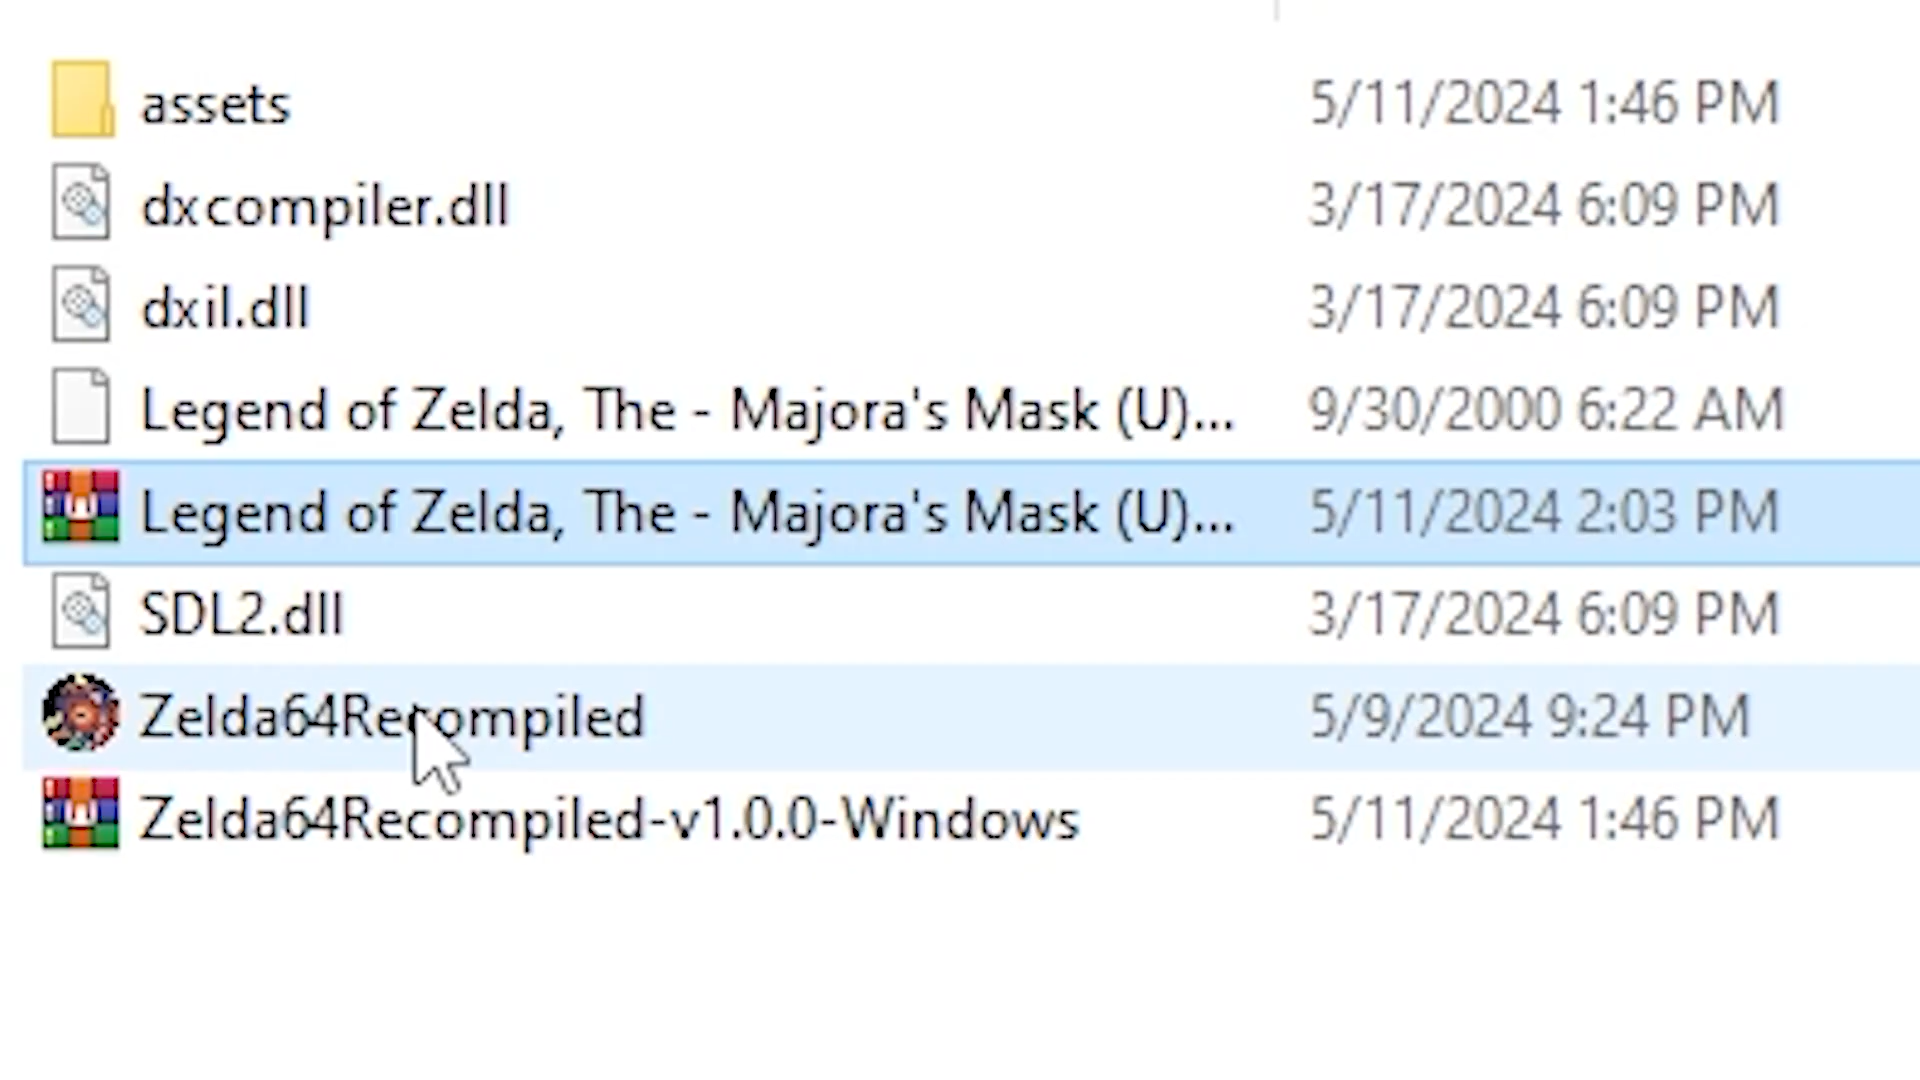 assets 5/11/2024 1:46 PM
dxcompiler.dll 3/17/2024 6:09 PM
dxil.dll 3/17/2024 6:09 PM
Legend of Zelda, The - Majora's Mask (U)... 9/30/2000 6:22 AM
Legend of Zelda, The - Majora's Mask (U)... 5/11/2024 2:03 PM
SDL2.dll 3/17/2024 6:09 PM
Zelda64Recompiled 5/9/2024 9:24 PM
Zelda64Recompiled-v1.0.0-Windows 5/11/2024 1:46 PM